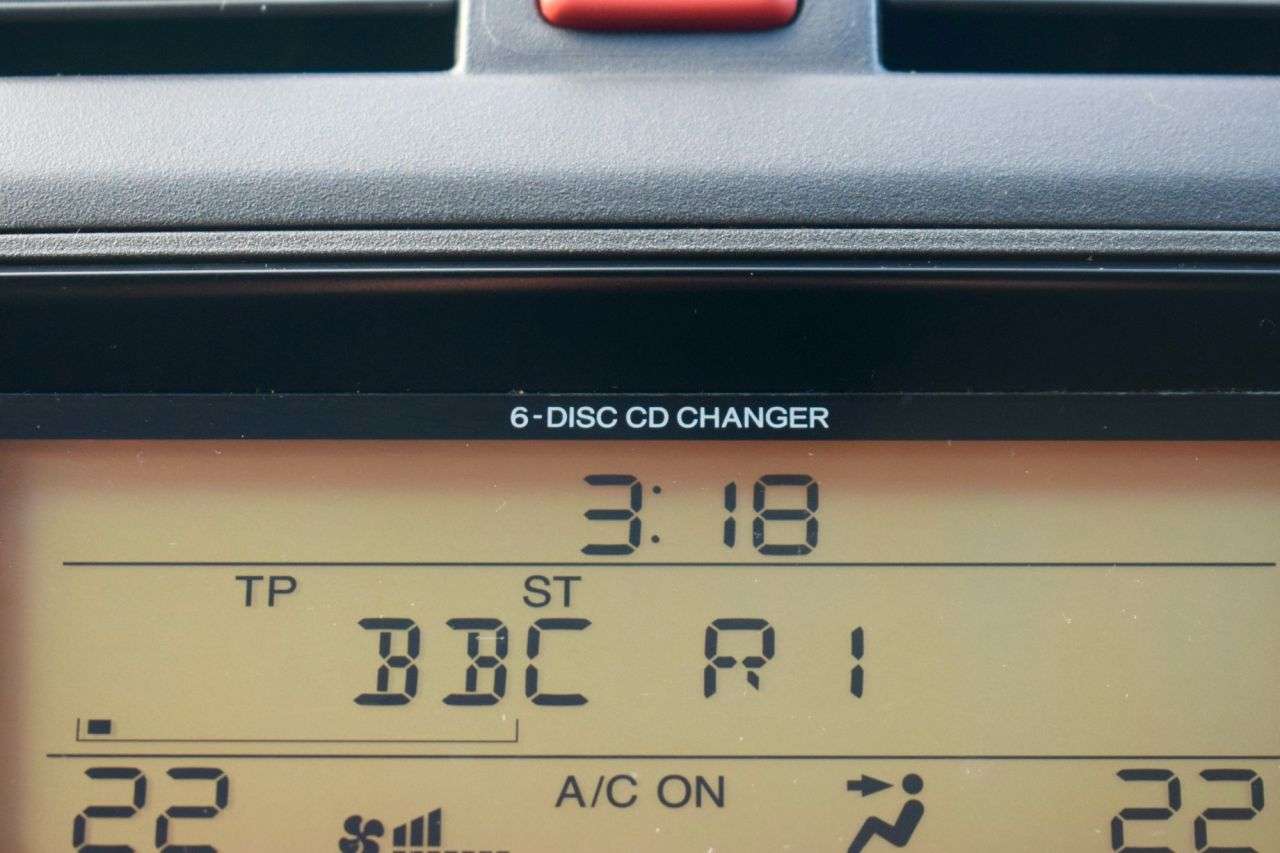 6-DISC CD CHANGER
3:18
TP ST
BBC R1
22 A/C ON 22